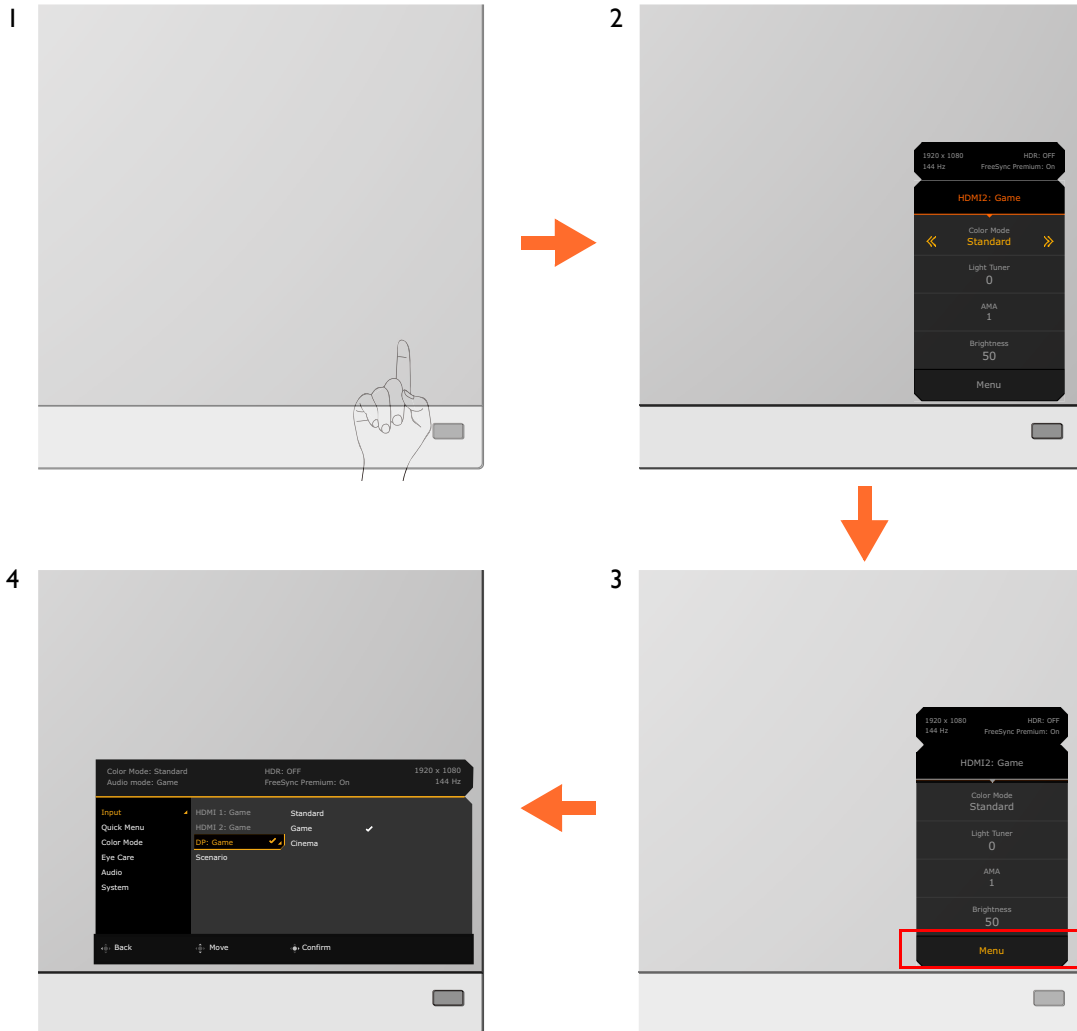 1
2
1920 x 1080 HDR: OFF
144 Hz FreeSync Premium: On
HDMI2: Game
Color Mode
Standard
Light Tuner
0
AMA
1
Brightness
50
Menu
4
Color Mode: Standard HDR: OFF 1920 x 1080
Audio mode: Game FreeSync Premium: On 144 Hz
Input HDMI 1: Game Standard
Quick Menu HDMI 2: Game Game
Color Mode DP: Game Cinema
Eye Care Scenario
Audio
System
Back Move Confirm
3
1920 x 1080 HDR: OFF
144 Hz FreeSync Premium: On
HDMI2: Game
Color Mode
Standard
Light Tuner
0
AMA
1
Brightness
50
Menu